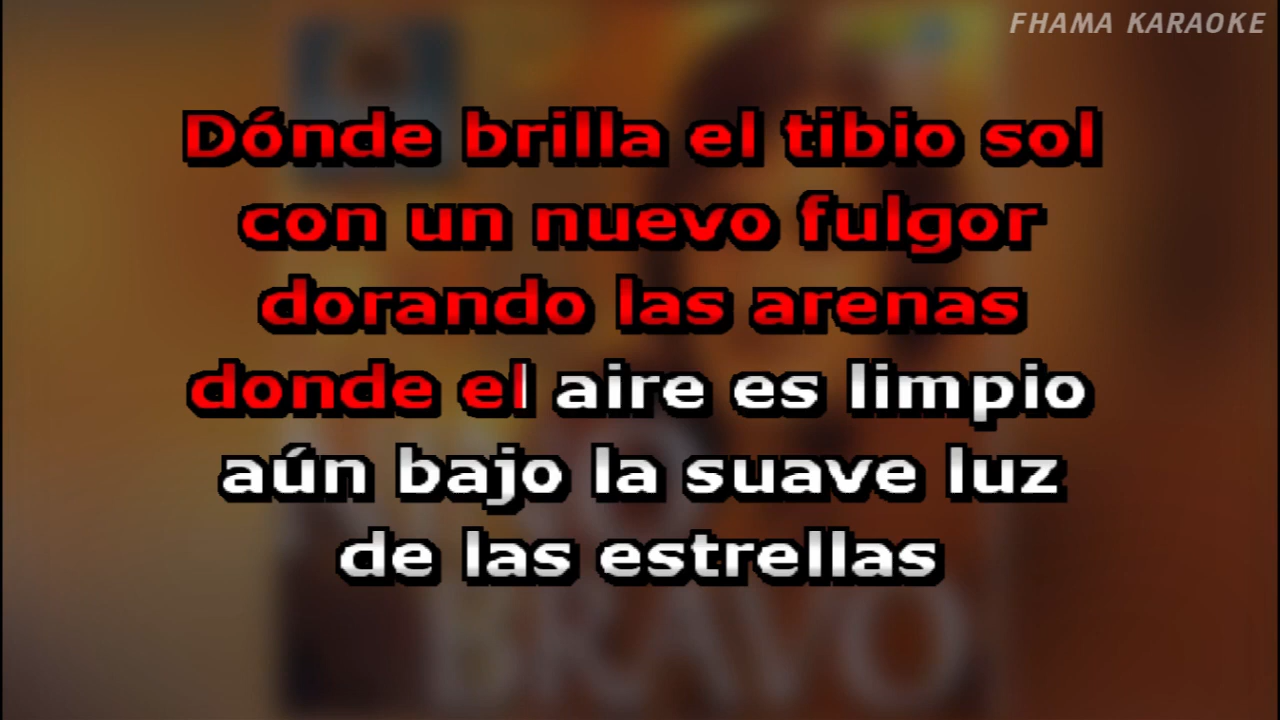 FHAMA KARAOKE
Dónde brilla el tibio sol
con un nuevo fulgor
dorando las arenas
donde el aire es limpio
aún bajo la suave luz
de las estrellas
BRAVO